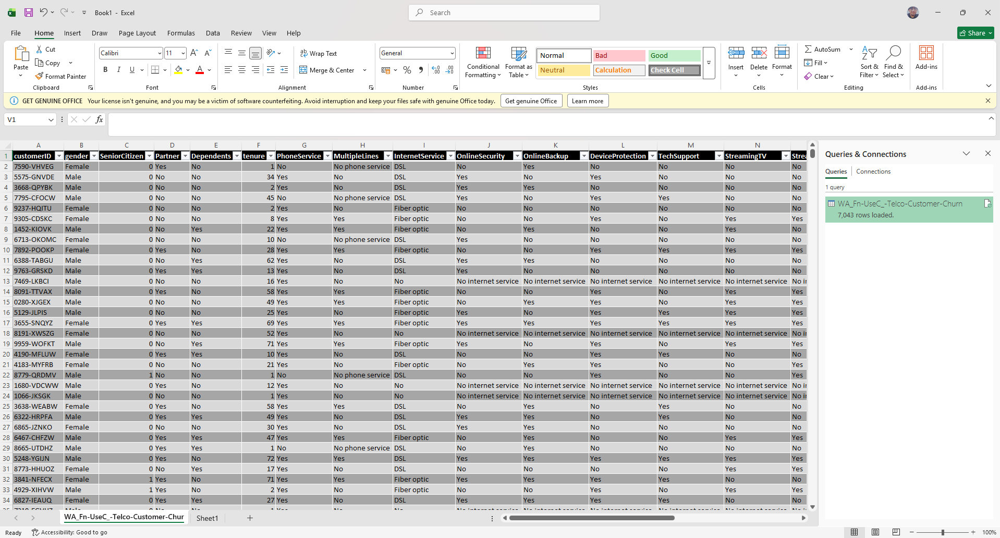 Book1 - Excel
Search
File Home Insert Draw Page Layout Formulas Data Review View Help
Share
Paste
Cut
Copy
Format Painter
Clipboard
Calibri 11
B I U A
Font
Wrap Text
Merge & Center
Alignment
General
Number
Conditional Formatting
Format as Table
Normal Bad Good
Neutral Calculation Check Cell
Styles
Insert Delete Format
Cells
AutoSum
Fill
Clear
Sort & Filter
Find & Select
Editing
Add-ins
Add-ins
GET GENUINE OFFICE Your license isn't genuine, and you may be a victim of software counterfeiting. Avoid interruption and keep your files safe with genuine Office today. Get genuine Office Learn more
V1 fx
A B C D E F G H I J K L M N
1 customerID gender SeniorCitizen Partner Dependents tenure PhoneService MultipleLines InternetService OnlineSecurity OnlineBackup DeviceProtection TechSupport StreamingTV Strea
2 7590-VHVEG Female 0 Yes No 1 No No phone service DSL No Yes No No No No
3 5575-GNVDE Male 0 No No 34 Yes No DSL Yes No Yes No No No
4 3668-QPYBK Male 0 No No 2 Yes No DSL Yes Yes No No No No
5 7795-CFOCW Male 0 No No 45 No No phone service DSL Yes No Yes Yes No No
6 9237-HQITU Female 0 No No 2 Yes No Fiber optic No No No No No No
7 9305-CDSKC Female 0 No No 8 Yes Yes Fiber optic No No Yes No Yes Yes
8 1452-KIOVK Male 0 No Yes 22 Yes Yes Fiber optic No Yes No No Yes No
9 6713-OKOMC Female 0 No No 10 No No phone service DSL Yes No No No No No
10 7892-POOKP Female 0 Yes No 28 Yes Yes Fiber optic No No Yes Yes Yes Yes
11 6388-TABGU Male 0 No Yes 62 Yes No DSL Yes Yes No No No No
12 9763-GRSKD Male 0 Yes Yes 13 Yes No DSL Yes No No No No No
13 7469-LKBCI Male 0 No No 16 Yes No No No internet service No internet service No internet service No internet service No internet service No i
14 8091-TTVAX Male 0 Yes No 58 Yes Yes Fiber optic No No Yes No Yes Yes
15 0280-XJGEX Male 0 No No 49 Yes Yes Fiber optic No Yes Yes No Yes Yes
16 5129-JLPIS Male 0 No No 25 Yes No Fiber optic Yes No Yes Yes Yes Yes
17 3655-SNQYZ Female 0 Yes Yes 69 Yes Yes Fiber optic Yes Yes Yes Yes Yes Yes
18 8191-XWSZG Female 0 No No 52 Yes No No No internet service No internet service No internet service No internet service No internet service No i
19 9959-WOFKT Male 0 No Yes 71 Yes Yes Fiber optic Yes No Yes No Yes Yes
20 4190-MFLUW Female 0 Yes Yes 10 Yes No DSL No No Yes Yes No No
21 4183-MYFRB Female 0 No No 21 Yes No Fiber optic No Yes Yes No No Yes
22 8779-QRDMV Male 1 No No 1 No No phone service DSL No No Yes No No Yes
23 1680-VDCWW Male 0 Yes No 12 Yes No No No internet service No internet service No internet service No internet service No internet service No i
24 1066-JKSGK Male 0 No No 1 Yes No No No internet service No internet service No internet service No internet service No internet service No i
25 3638-WEABW Female 0 Yes No 58 Yes Yes DSL No Yes No Yes No No
26 6322-HRPFA Male 0 Yes Yes 49 Yes No DSL Yes Yes No Yes No No
27 6865-JZNKO Female 0 No No 30 Yes No DSL Yes Yes No No No No
28 6467-CHFZW Male 0 Yes Yes 47 Yes Yes Fiber optic No Yes No No Yes Yes
29 8665-UTDHZ Male 0 Yes Yes 1 No No phone service DSL No Yes No No No No
30 5248-YGIJN Male 0 Yes No 72 Yes Yes DSL Yes Yes Yes Yes Yes Yes
31 8773-HHUOZ Female 0 No Yes 17 Yes No DSL No No No No Yes Yes
32 3841-NFECX Female 1 Yes No 71 Yes Yes Fiber optic Yes Yes Yes Yes No No
33 4929-XIHVW Male 1 Yes No 2 Yes No Fiber optic No No Yes No Yes Yes
34 6827-IEAUQ Female 0 Yes Yes 27 Yes No DSL Yes Yes Yes Yes No No
Queries & Connections
Queries Connections
1 query
WA_Fn-UseC_-Telco-Customer-Churn
7,043 rows loaded.
WA_Fn-UseC_-Telco-Customer-Chur Sheet1
Ready Accessibility: Good to go 100%